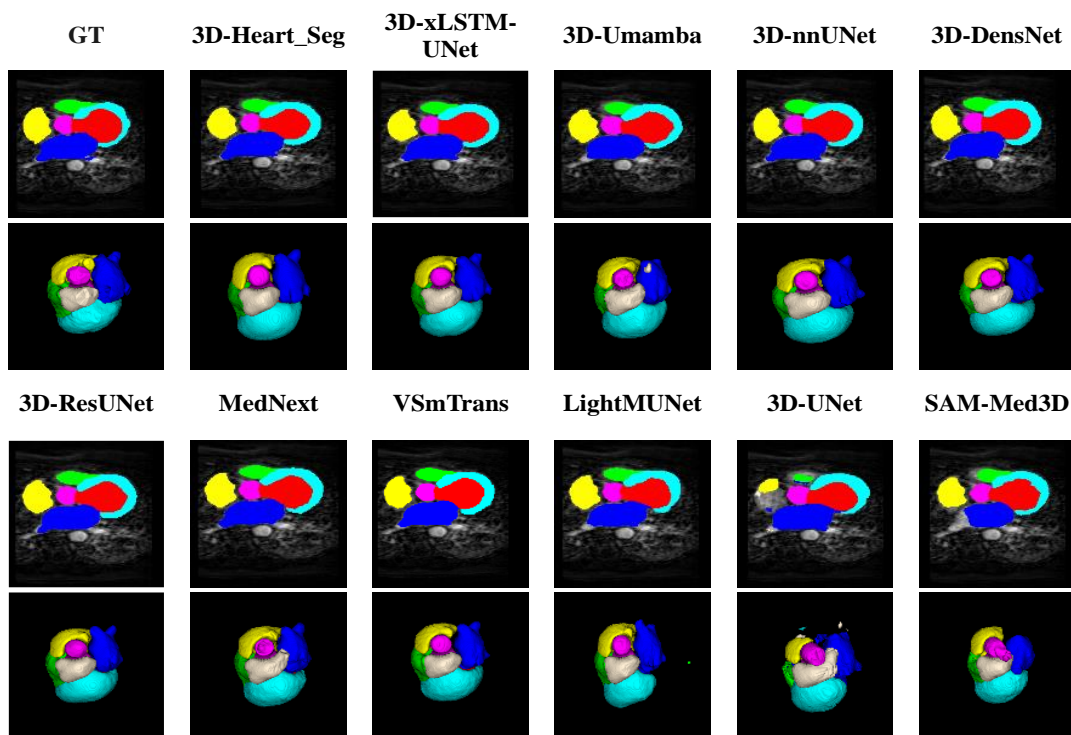 GT
3D-Heart_Seg
3D-xLSTM-
UNet
3D-Umamba
3D-nnUNet
3D-DensNet
3D-ResUNet
MedNext
VSmTrans
LightMUNet
3D-UNet
SAM-Med3D